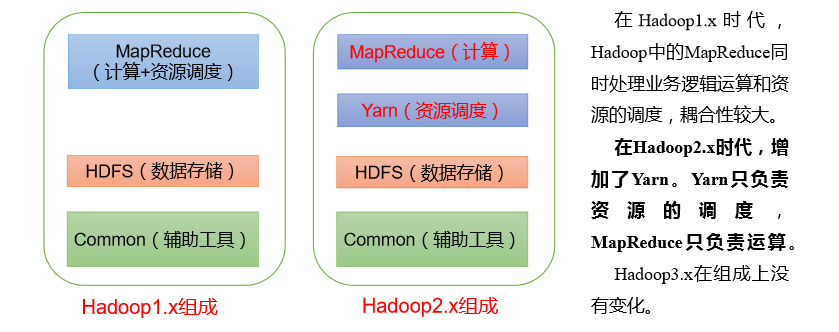 MapReduce
（计算+资源调度）
HDFS（数据存储）
Common（辅助工具）
Hadoop1.x组成
MapReduce（计算）
Yarn（资源调度）
HDFS（数据存储）
Common（辅助工具）
Hadoop2.x组成
在Hadoop1.x时代，
Hadoop中的MapReduce同
时处理业务逻辑运算和资
源的调度，耦合性较大。
在Hadoop2.x时代，增
加了Yarn。Yarn只负责
资源的调度，
MapReduce只负责运算。
Hadoop3.x在组成上没
有变化。